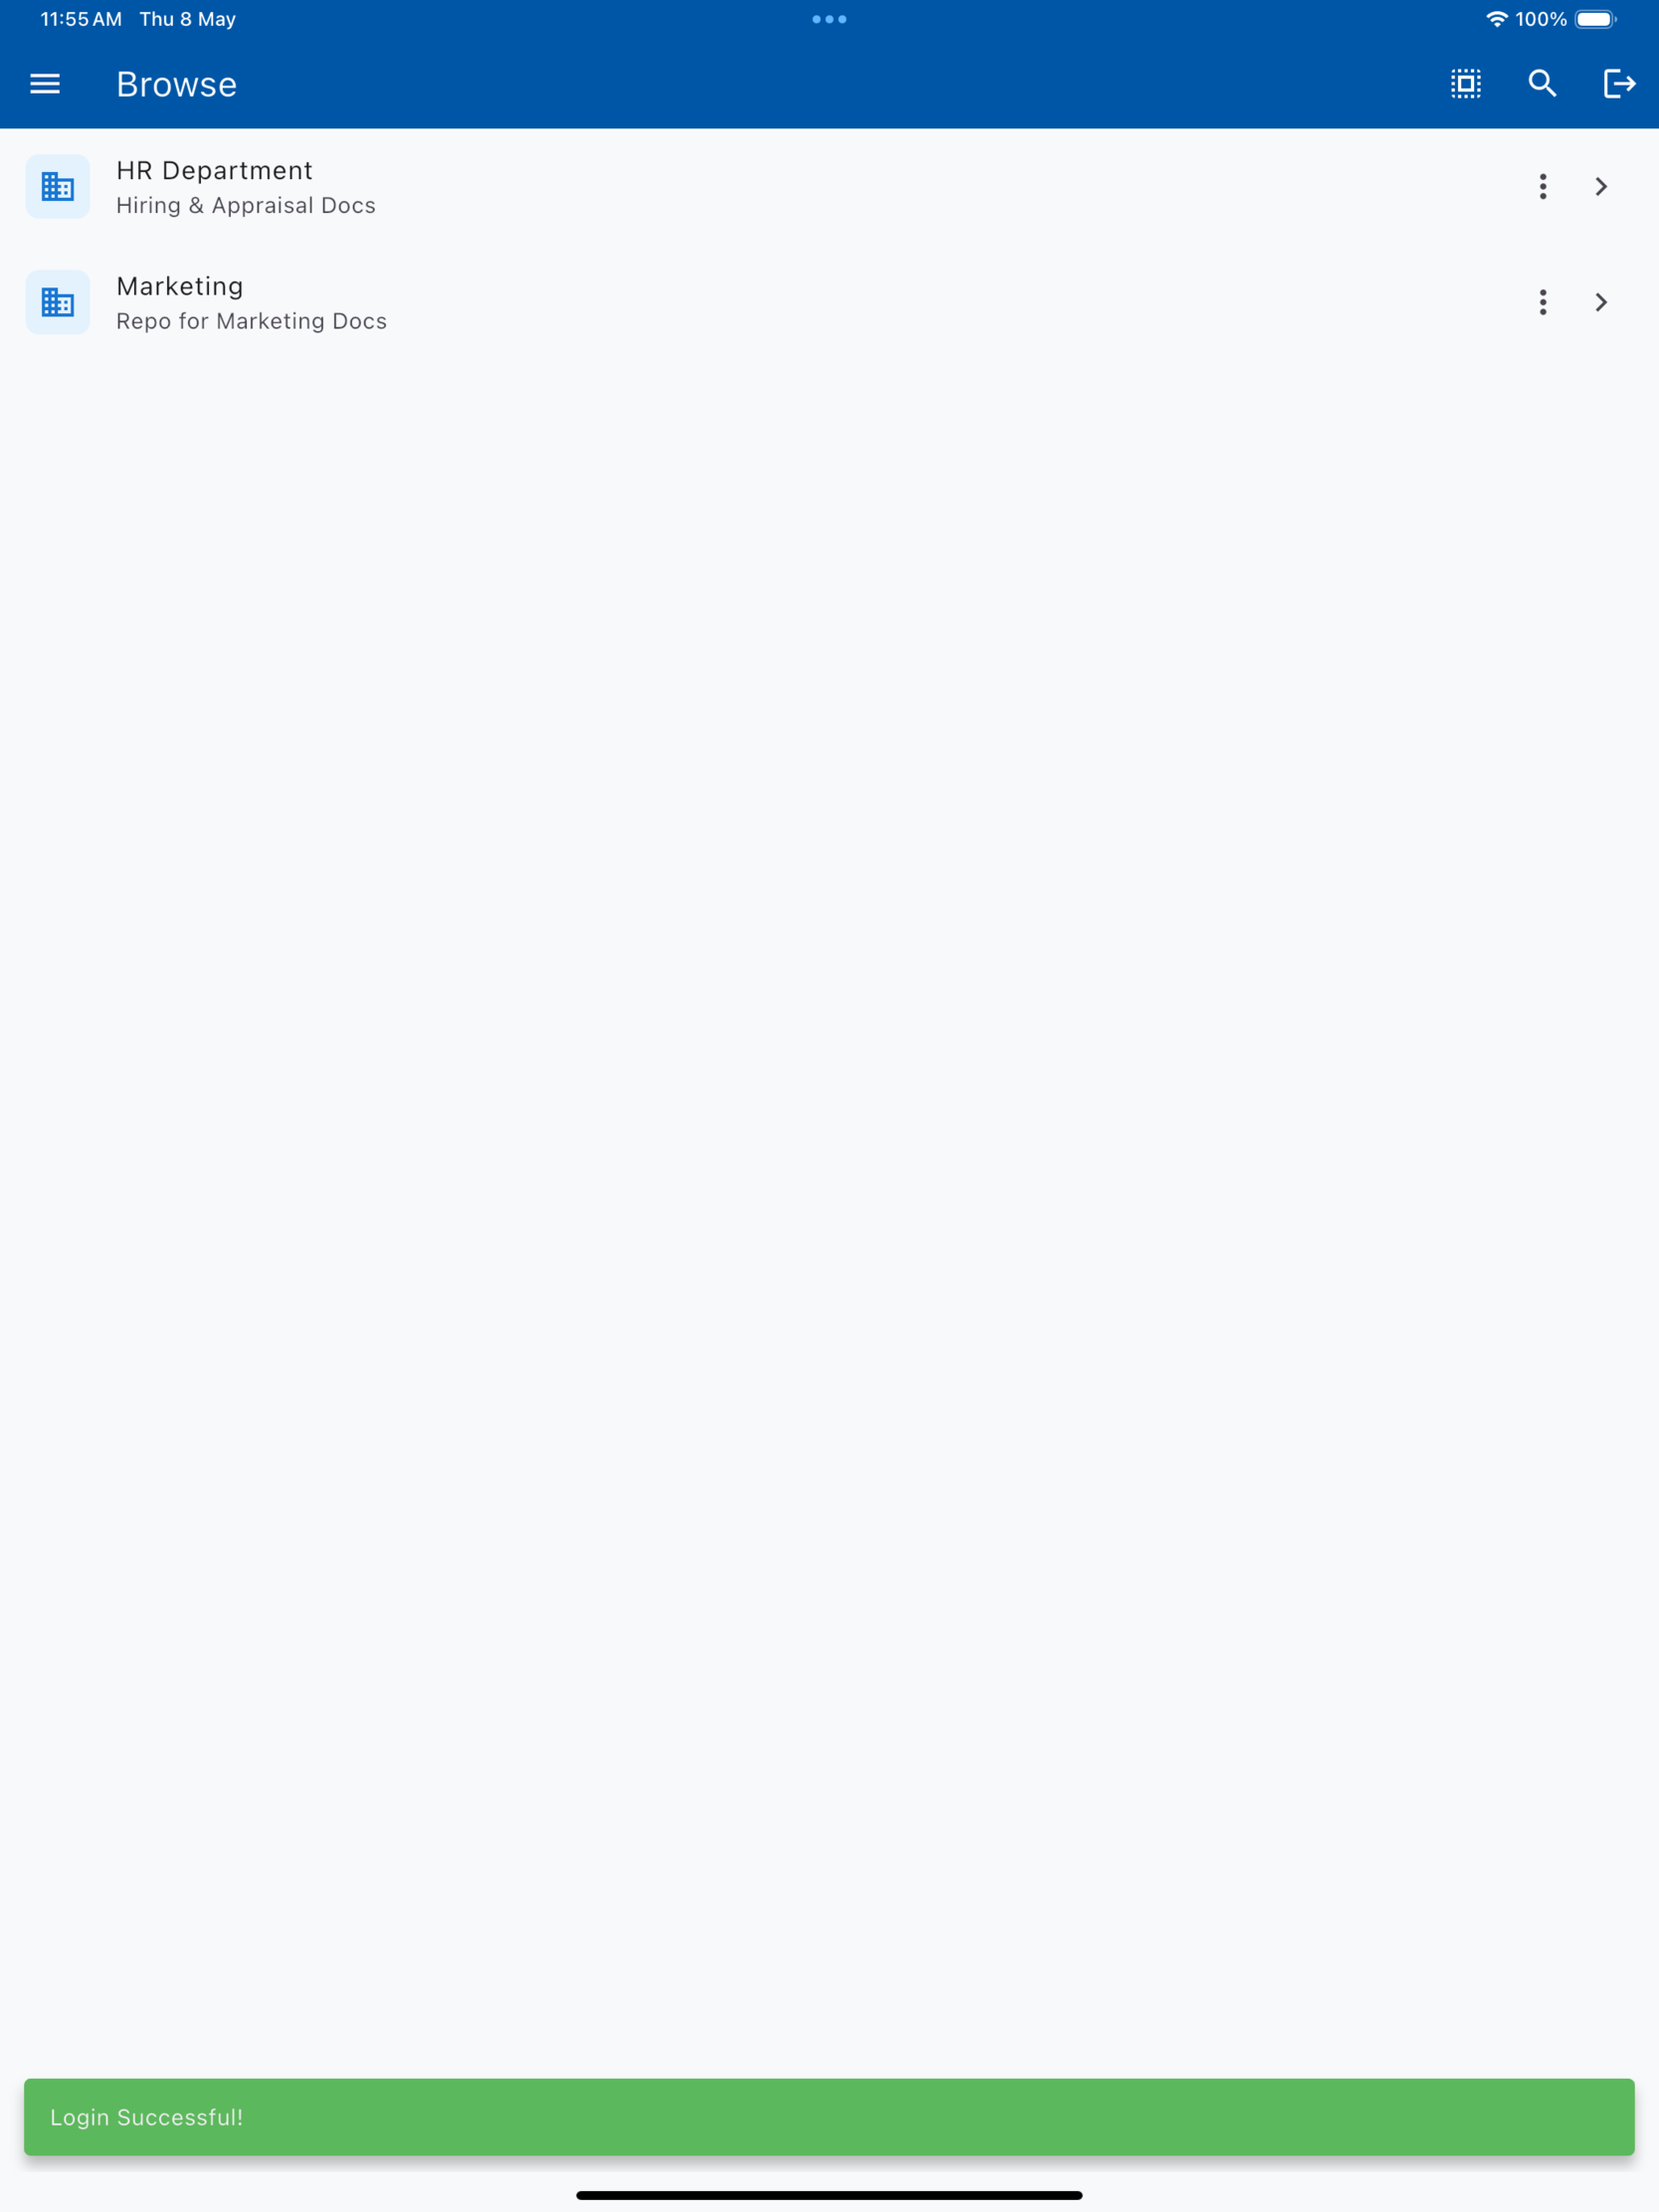 11:55 AM Thu 8 May 100%
Browse
HR Department
Hiring & Appraisal Docs
Marketing
Repo for Marketing Docs
Login Successful!